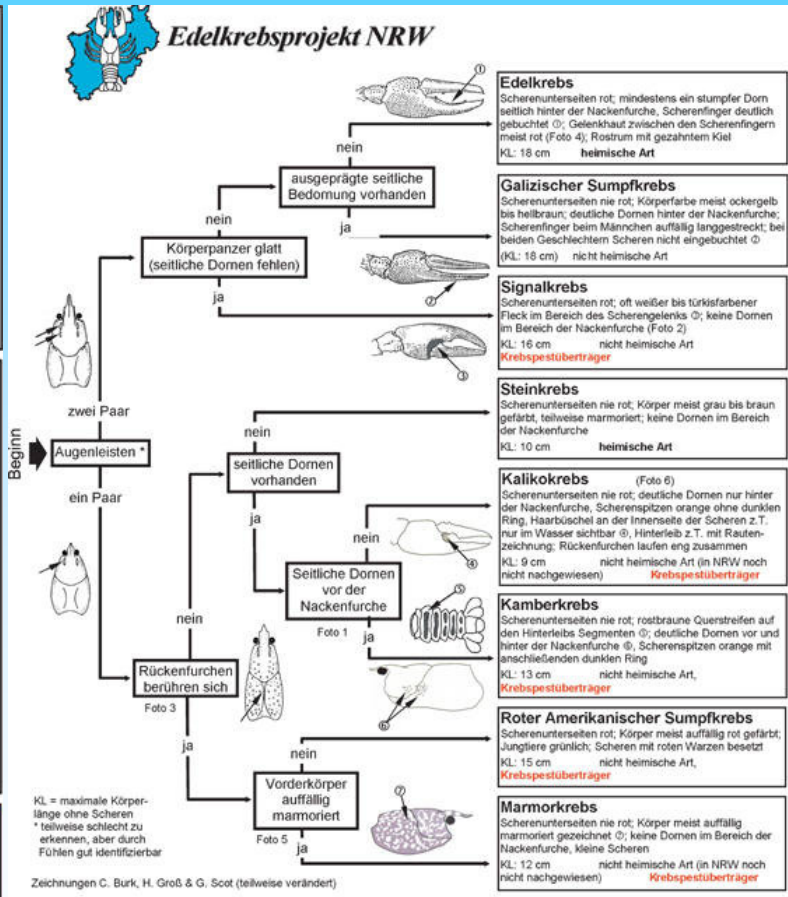 Edelkrebsprojekt NRW
Beginn
Augenleisten *
zwei Paar
ein Paar
Körperpanzer glatt
(seitliche Dornen fehlen)
nein
ja
ausgeprägte seitliche
Bedornung vorhanden
nein
ja
①
②
③
Rückenfurchen
berühren sich
Foto 3
nein
ja
seitliche Dornen
vorhanden
nein
ja
Seitliche Dornen
vor der
Nackenfurche
Foto 1
nein
ja
④
⑤
⑥
Vorderkörper
auffällig
marmoriert
Foto 5
nein
ja
⑦
Edelkrebs
Scherenunterseiten rot; mindestens ein stumpfer Dorn
seitlich hinter der Nackenfurche, Scherenfinger deutlich
gebuchtet ①; Gelenkhaut zwischen den Scherenfingern
meist rot (Foto 4); Rostrum mit gezahntem Kiel
KL: 18 cm heimische Art
Galizischer Sumpfkrebs
Scherenunterseiten nie rot; Körperfarbe meist ockergelb
bis hellbraun; deutliche Dornen hinter der Nackenfurche;
Scherenfinger beim Männchen auffällig langgestreckt; bei
beiden Geschlechtern Scheren nicht eingebuchtet ②
(KL: 18 cm) nicht heimische Art
Signalkrebs
Scherenunterseiten rot; oft weißer bis türkisfarbener
Fleck im Bereich des Scherengelenks ③; keine Dornen
im Bereich der Nackenfurche (Foto 2)
KL: 16 cm nicht heimische Art
Krebspestüberträger
Steinkrebs
Scherenunterseiten nie rot; Körper meist grau bis braun
gefärbt, teilweise marmoriert; keine Dornen im Bereich
der Nackenfurche
KL: 10 cm heimische Art
Kalikokrebs (Foto 6)
Scherenunterseiten nie rot; deutliche Dornen nur hinter
der Nackenfurche, Scherenspitzen orange ohne dunklen
Ring, Haarbüschel an der Innenseite der Scheren z.T.
nur im Wasser sichtbar ④, Hinterleib z.T. mit Rauten-
zeichnung; Rückenfurchen laufen eng zusammen
KL: 9 cm nicht heimische Art (in NRW noch
nicht nachgewiesen) Krebspestüberträger
Kamberkrebs
Scherenunterseiten nie rot; rostbraune Querstreifen auf
den Hinterleibs Segmenten ⑤; deutliche Dornen vor und
hinter der Nackenfurche ⑥, Scherenspitzen orange mit
anschließenden dunklen Ring
KL: 13 cm nicht heimische Art,
Krebspestüberträger
Roter Amerikanischer Sumpfkrebs
Scherenunterseiten rot; Körper meist auffällig rot gefärbt;
Jungtiere grünlich; Scheren mit roten Warzen besetzt
KL: 15 cm nicht heimische Art,
Krebspestüberträger
Marmorkrebs
Scherenunterseiten nie rot; Körper meist auffällig
marmoriert gezeichnet ⑦; keine Dornen im Bereich der
Nackenfurche, kleine Scheren
KL: 12 cm nicht heimische Art (in NRW noch
nicht nachgewiesen) Krebspestüberträger
KL = maximale Körper-
länge ohne Scheren
* teilweise schlecht zu
erkennen, aber durch
Fühlen gut identifizierbar
Zeichnungen C. Burk, H. Groß & G. Scot (teilweise verändert)